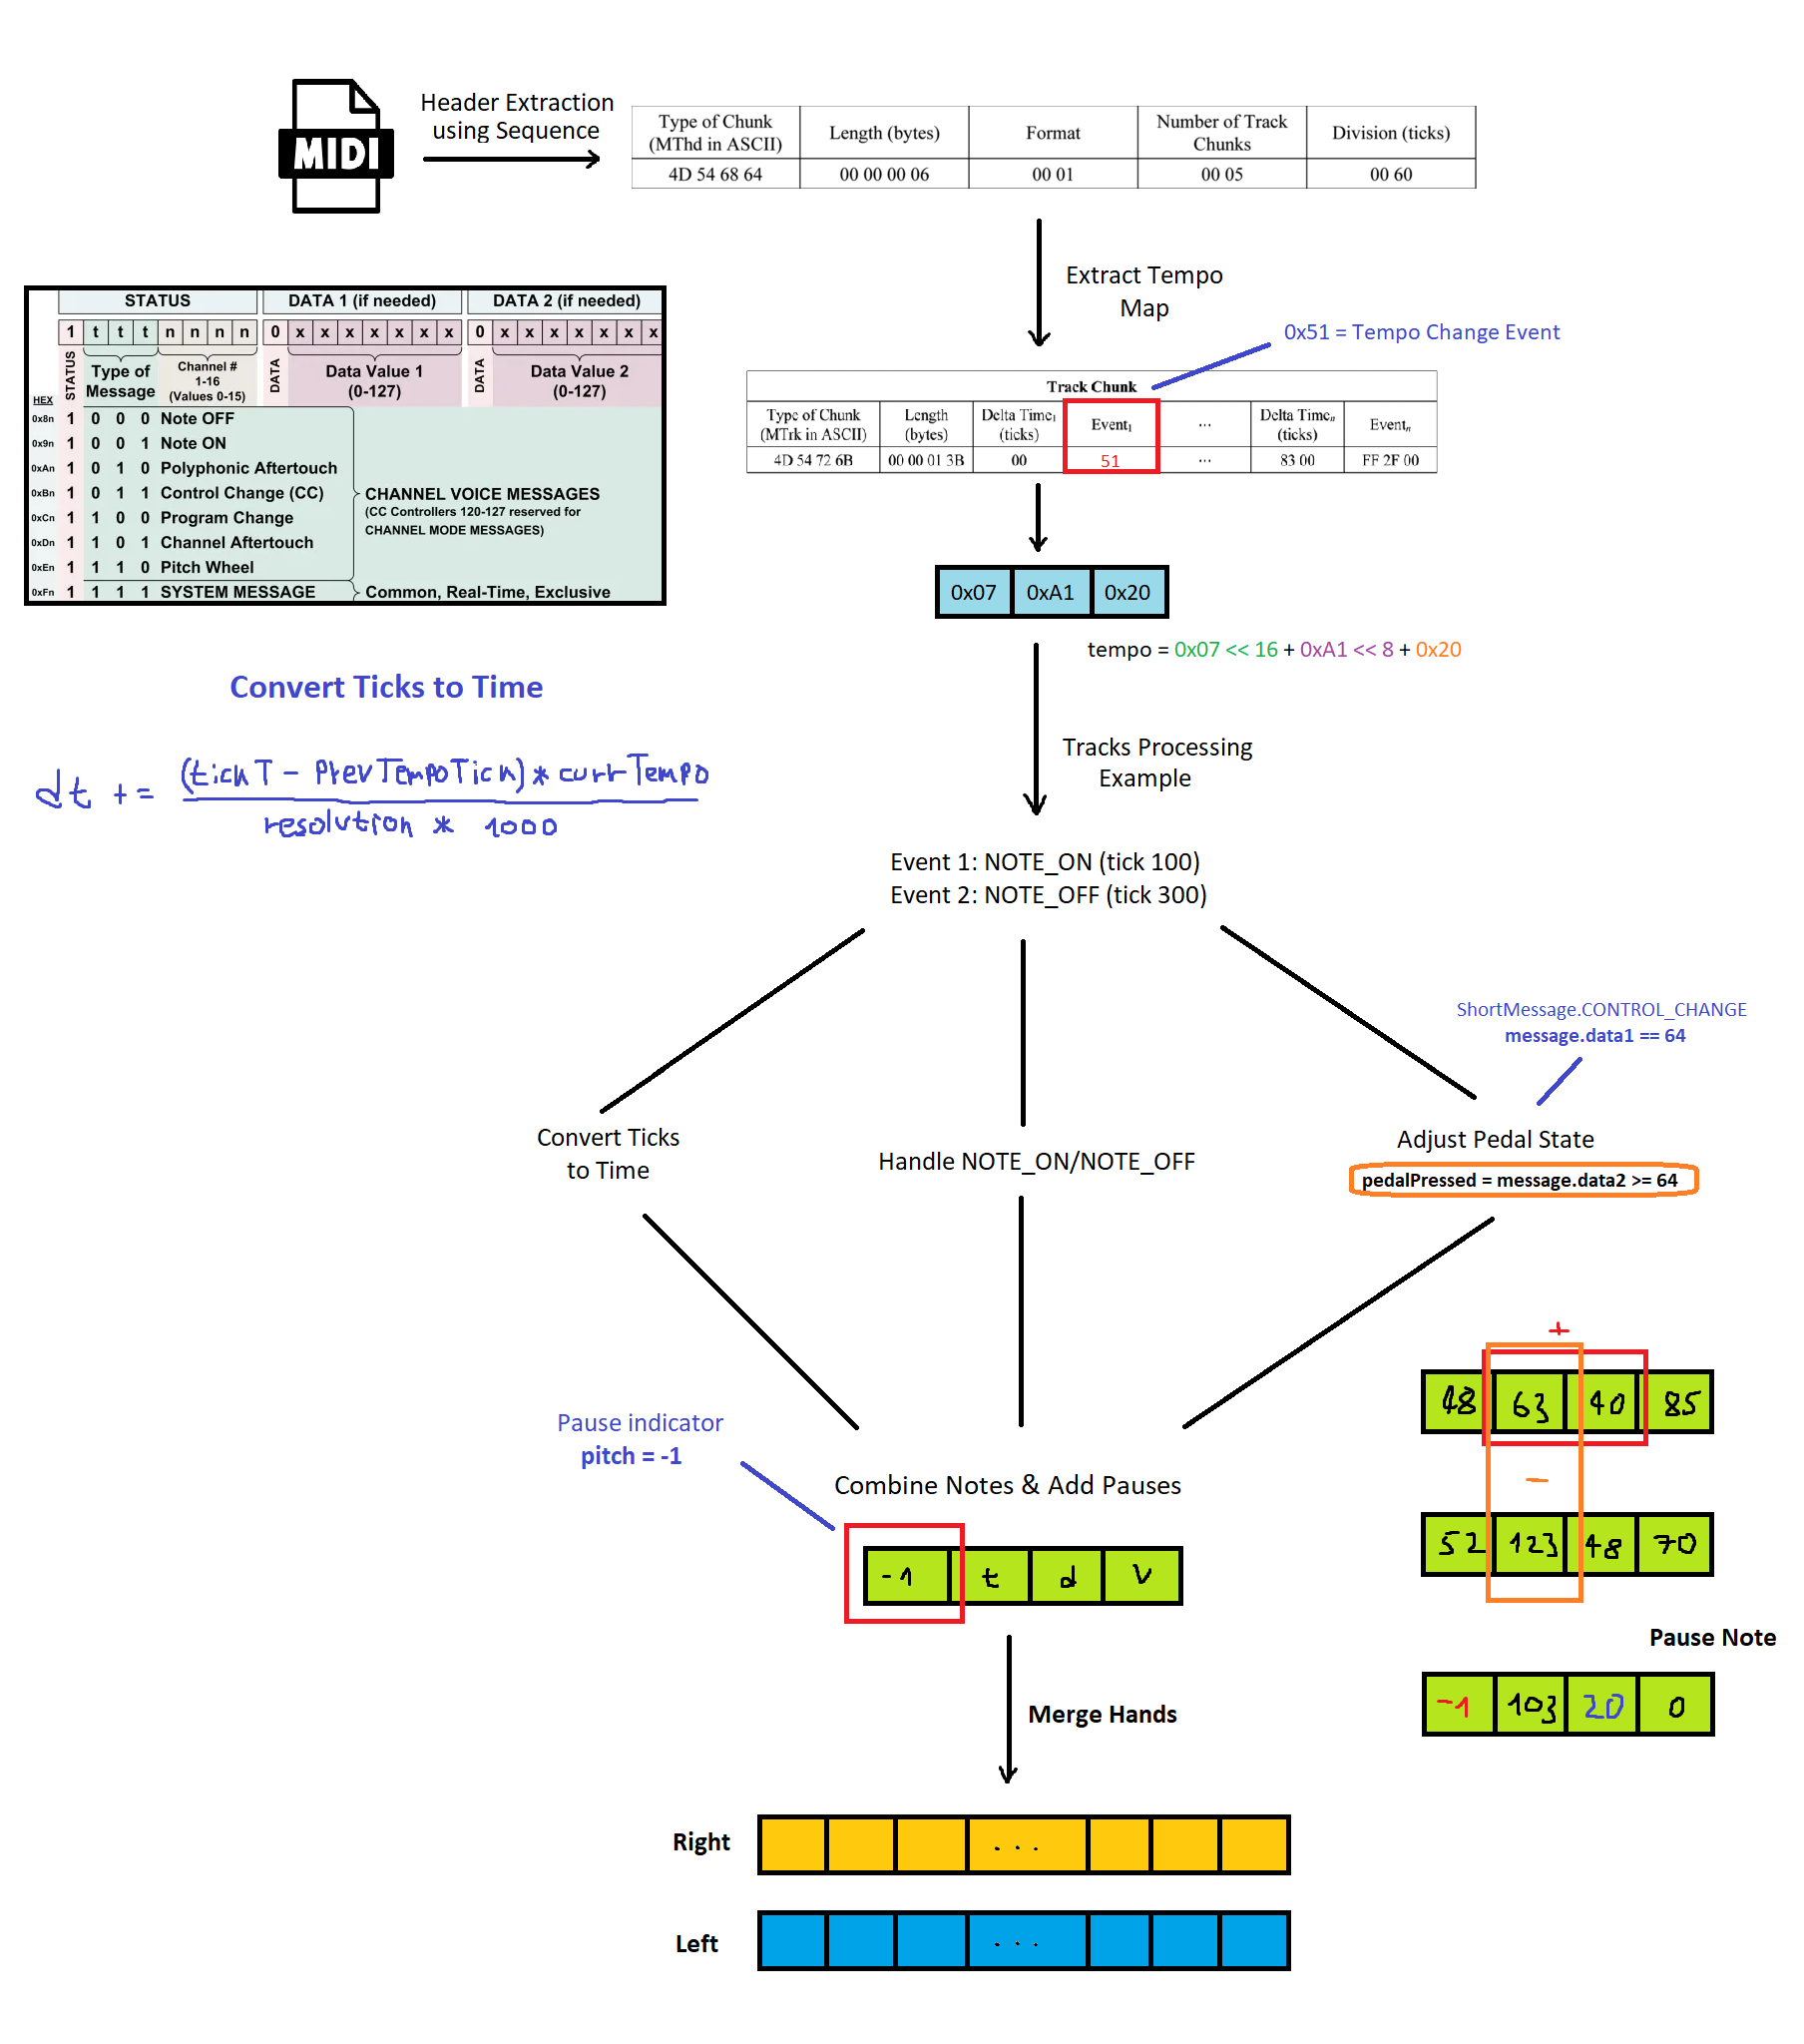 MIDI
Header Extraction
using Sequence
Type of Chunk
(MThd in ASCII)
Length (bytes)
Format
Number of Track
Chunks
Division (ticks)
4D 54 68 64
00 00 00 06
00 01
00 05
00 60
Extract Tempo
Map
0x51 = Tempo Change Event
STATUS
DATA 1 (if needed)
DATA 2 (if needed)
1 t t t n n n n 0 x x x x x x x 0 x x x x x x x
STATUS
Type of
Message
Channel #
1-16
(Values 0-15)
DATA
Data Value 1
(0-127)
DATA
Data Value 2
(0-127)
HEX
0x8n 1 0 0 0 Note OFF
0x9n 1 0 0 1 Note ON
0xAn 1 0 1 0 Polyphonic Aftertouch
0xBn 1 0 1 1 Control Change (CC)
0xCn 1 1 0 0 Program Change
0xDn 1 1 0 1 Channel Aftertouch
0xEn 1 1 1 0 Pitch Wheel
0xFn 1 1 1 1 SYSTEM MESSAGE
CHANNEL VOICE MESSAGES
(CC Controllers 120-127 reserved for
CHANNEL MODE MESSAGES)
Common, Real-Time, Exclusive
Track Chunk
Type of Chunk
(MTrk in ASCII)
Length
(bytes)
Delta Time1
(ticks)
Event1
...
Delta Timen
(ticks)
Eventn
4D 54 72 6B
00 00 01 3B
00
51
...
83 00
FF 2F 00
0x07 0xA1 0x20
tempo = 0x07 << 16 + 0xA1 << 8 + 0x20
Convert Ticks to Time
dt += (tickT - PrevTempoTick) * currTempo
resolution * 1000
Tracks Processing
Example
Event 1: NOTE_ON (tick 100)
Event 2: NOTE_OFF (tick 300)
ShortMessage.CONTROL_CHANGE
message.data1 == 64
Convert Ticks
to Time
Handle NOTE_ON/NOTE_OFF
Adjust Pedal State
pedalPressed = message.data2 >= 64
+
48 63 40 85
-
52 123 48 70
Pause indicator
pitch = -1
Combine Notes & Add Pauses
-1 t d v
Pause Note
-1 103 20 0
Merge Hands
Right
...
Left
...